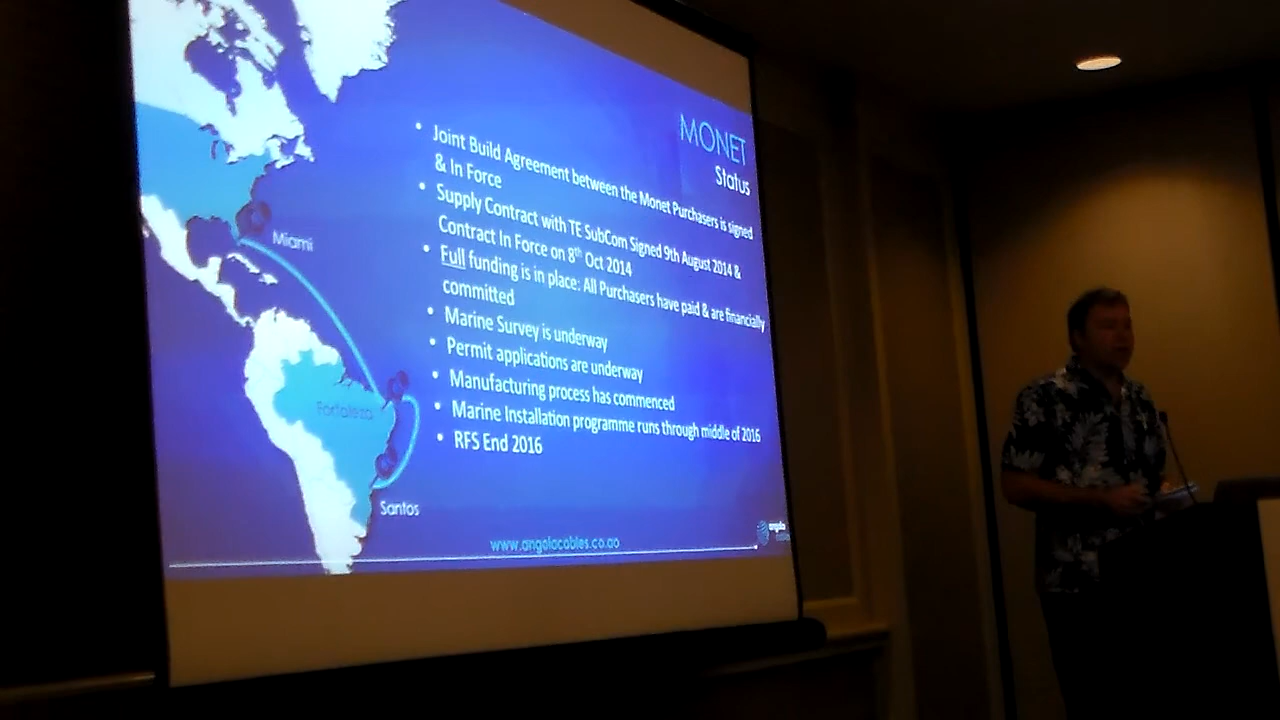 MONET
Status
• Joint Build Agreement between the Monet Purchasers is signed
& In Force
• Supply Contract with TE SubCom Signed 9th August 2014 &
Contract In Force on 8th Oct 2014
• Full funding is in place: All Purchasers have paid & are financially
committed
• Marine Survey is underway
• Permit applications are underway
• Manufacturing process has commenced
• Marine Installation programme runs through middle of 2016
• RFS End 2016
Miami
Fortaleza
Santos
www.angolacables.co.ao
angola